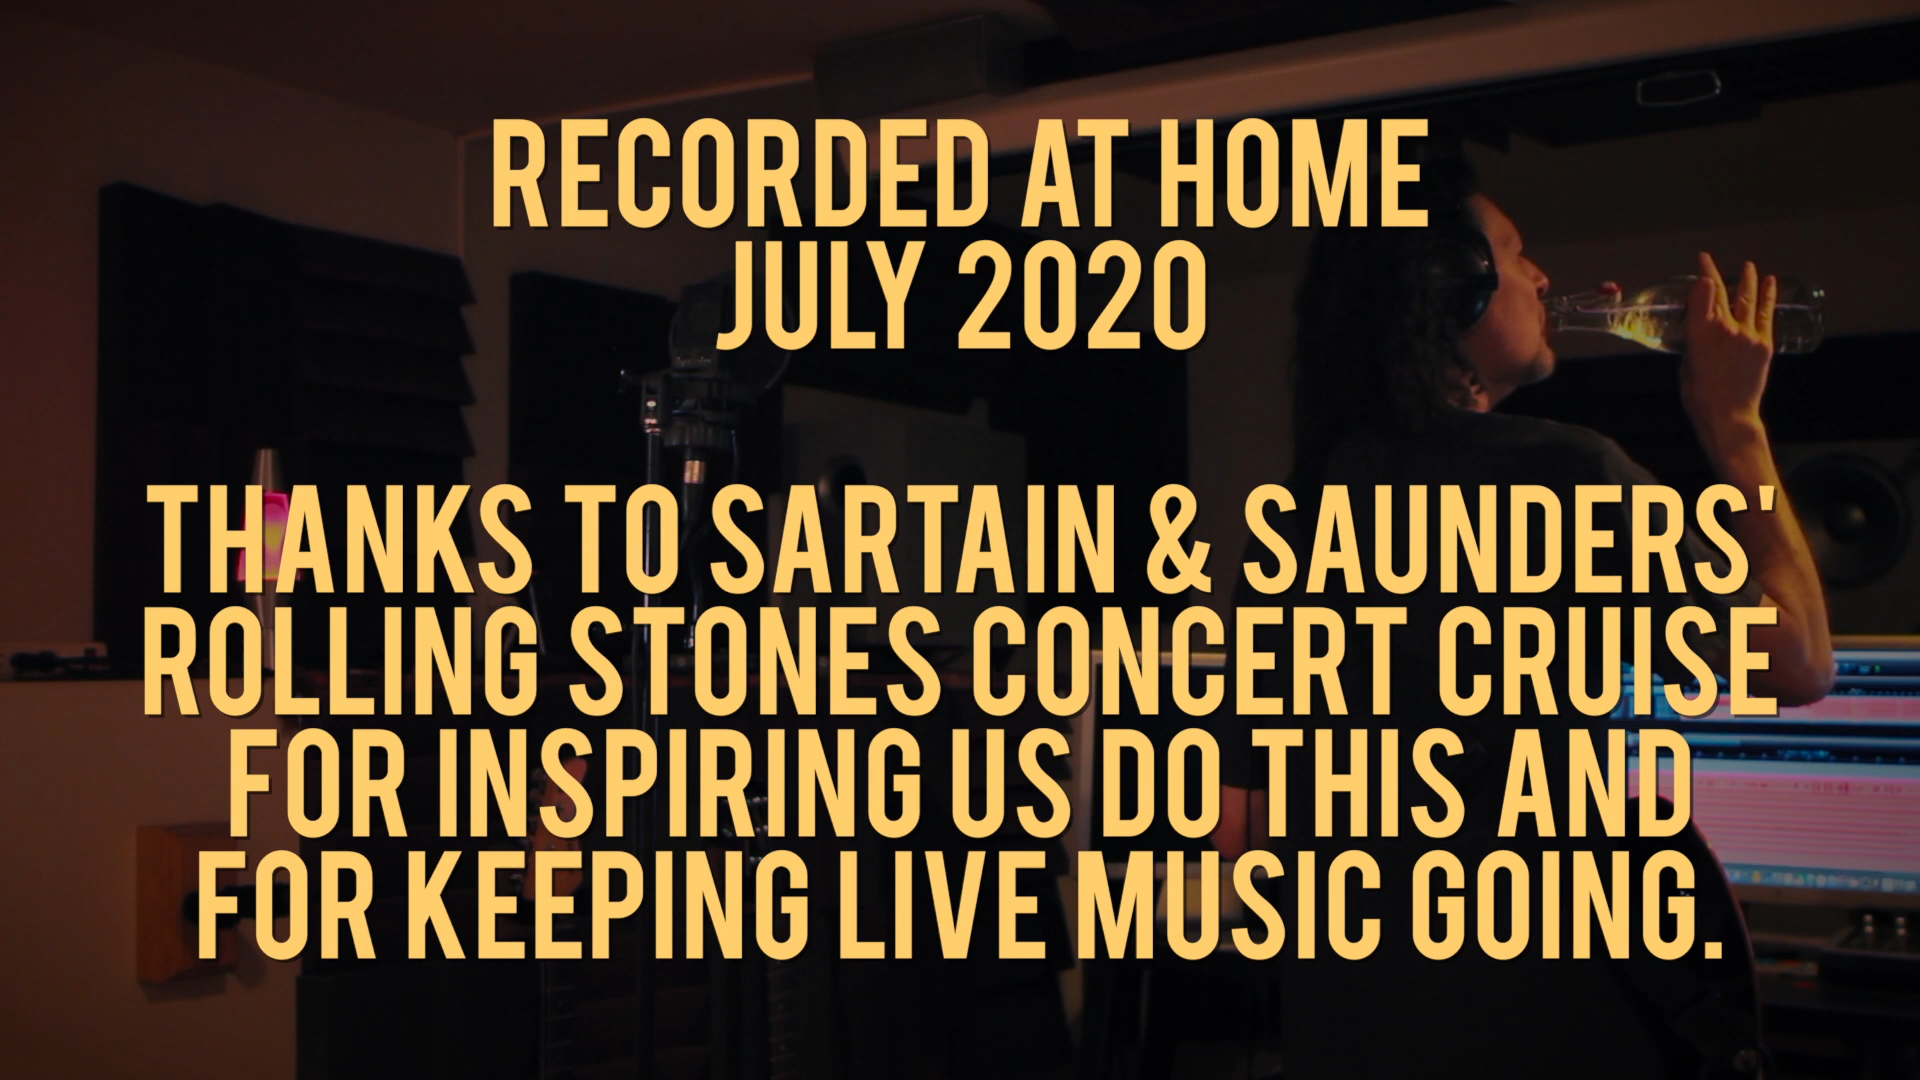 RECORDED AT HOME
JULY 2020
THANKS TO SARTAIN & SAUNDERS'
ROLLING STONES CONCERT CRUISE
FOR INSPIRING US DO THIS AND
FOR KEEPING LIVE MUSIC GOING.